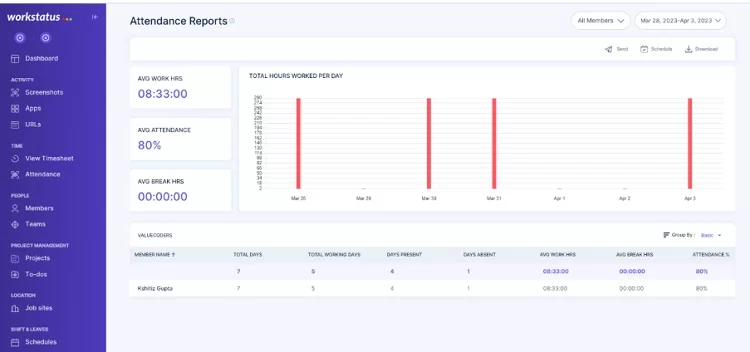 workstatus
Dashboard
ACTIVITY
Screenshots
Apps
URLs
TIME
View Timesheet
Attendance
PEOPLE
Members
Teams
PROJECT MANAGEMENT
Projects
To-dos
LOCATION
Job sites
SHIFT & LEAVES
Schedules
Attendance Reports
All Members
Mar 28, 2023-Apr 3, 2023
Send
Schedule
Download
AVG WORK HRS
08:33:00
AVG ATTENDANCE
80%
AVG BREAK HRS
00:00:00
TOTAL HOURS WORKED PER DAY
290
274
258
242
226
210
194
178
162
146
130
114
98
82
66
50
34
18
2
Mar 29
Mar 30
Mar 31
Apr 1
Apr 2
Apr 3
VALUECODERS
Group By : Basic
MEMBER NAME ↑ TOTAL DAYS TOTAL WORKING DAYS DAYS PRESENT DAYS ABSENT AVG WORK HRS AVG BREAK HRS ATTENDANCE %
7 5 4 1 08:33:00 00:00:00 80%
Kshitiz Gupta 7 5 4 1 08:33:00 00:00:00 80%